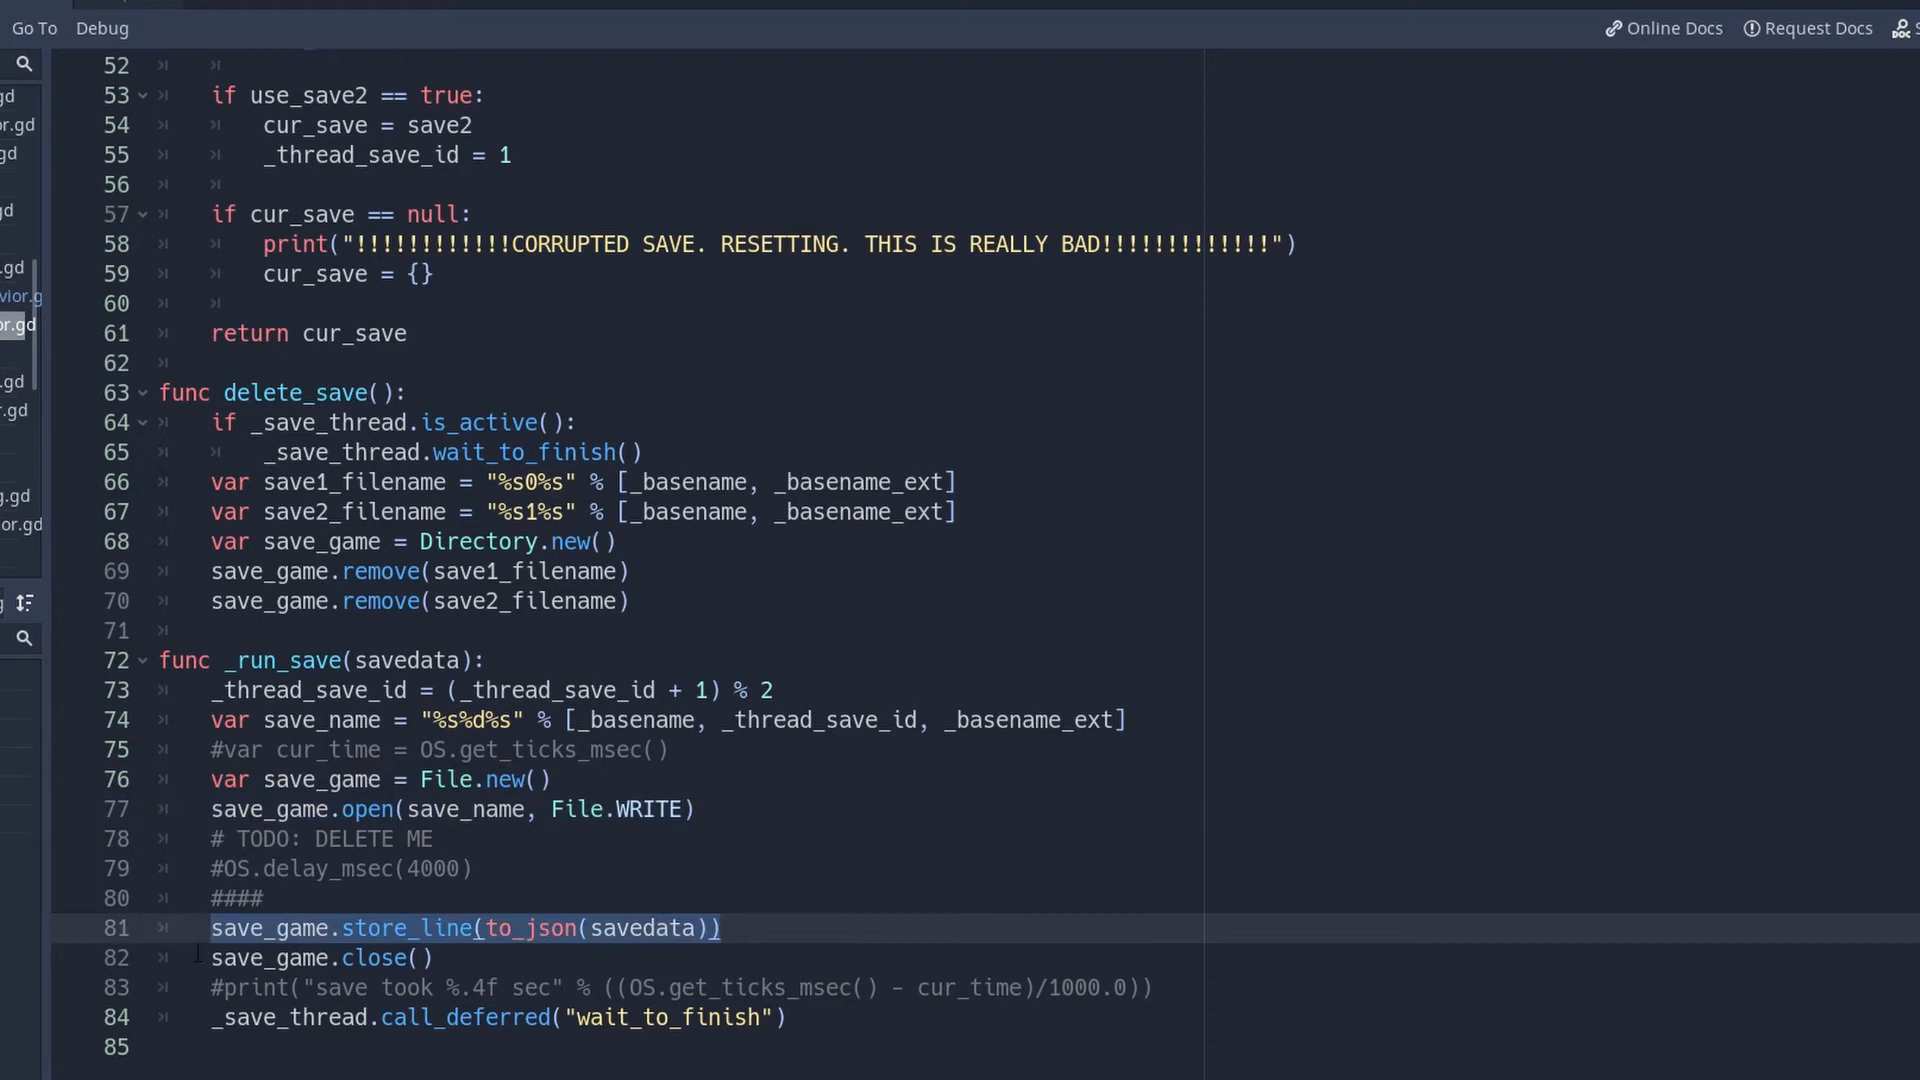 Go To Debug Online Docs Request Docs
52
53 if use_save2 == true:
54 cur_save = save2
55 _thread_save_id = 1
56
57 if cur_save == null:
58 print("!!!!!!!!!!!!CORRUPTED SAVE. RESETTING. THIS IS REALLY BAD!!!!!!!!!!!!!")
59 cur_save = {}
60
61 return cur_save
62
63 func delete_save():
64 if _save_thread.is_active():
65 _save_thread.wait_to_finish()
66 var save1_filename = "%s0%s" % [_basename, _basename_ext]
67 var save2_filename = "%s1%s" % [_basename, _basename_ext]
68 var save_game = Directory.new()
69 save_game.remove(save1_filename)
70 save_game.remove(save2_filename)
71
72 func _run_save(savedata):
73 _thread_save_id = (_thread_save_id + 1) % 2
74 var save_name = "%s%d%s" % [_basename, _thread_save_id, _basename_ext]
75 #var cur_time = OS.get_ticks_msec()
76 var save_game = File.new()
77 save_game.open(save_name, File.WRITE)
78 # TODO: DELETE ME
79 #OS.delay_msec(4000)
80 ####
81 save_game.store_line(to_json(savedata))
82 save_game.close()
83 #print("save took %.4f sec" % ((OS.get_ticks_msec() - cur_time)/1000.0))
84 _save_thread.call_deferred("wait_to_finish")
85